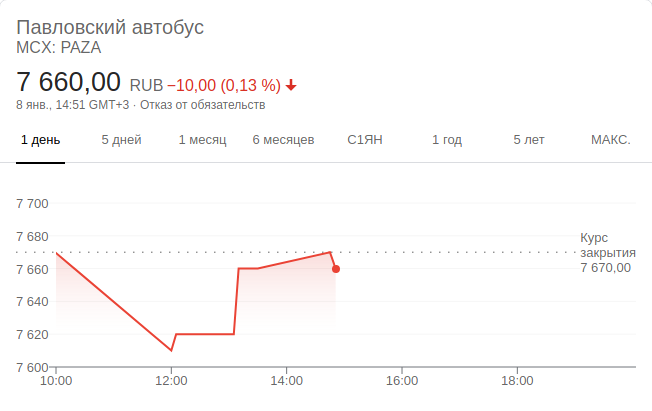 Павловский автобус
MCX: PAZA
7 660,00 RUB −10,00 (0,13 %)
8 янв., 14:51 GMT+3 · Отказ от обязательств
1 день 5 дней 1 месяц 6 месяцев С1ЯН 1 год 5 лет МАКС.
7 700
7 680
Курс
закрытия
7 670,00
7 660
7 640
7 620
7 600
10:00 12:00 14:00 16:00 18:00